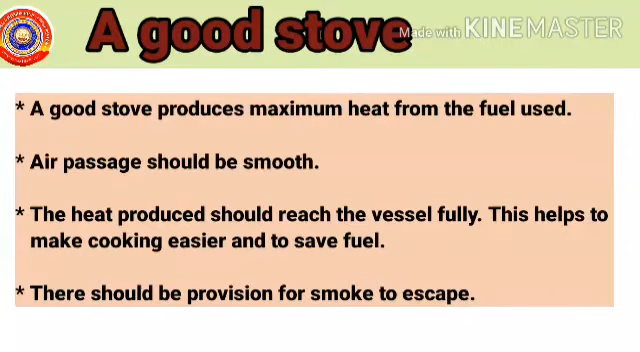 A good stove
Made with KINEMASTER
* A good stove produces maximum heat from the fuel used.
* Air passage should be smooth.
* The heat produced should reach the vessel fully. This helps to
make cooking easier and to save fuel.
* There should be provision for smoke to escape.